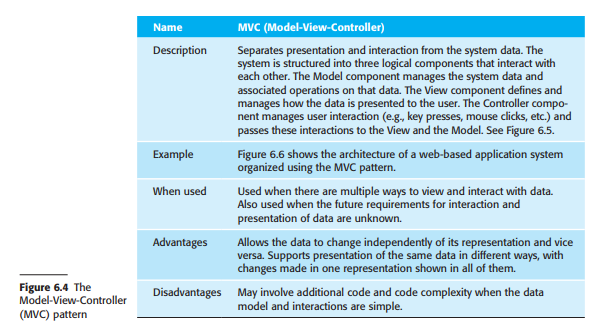 Name MVC (Model-View-Controller)
Description Separates presentation and interaction from the system data. The
system is structured into three logical components that interact with
each other. The Model component manages the system data and
associated operations on that data. The View component defines and
manages how the data is presented to the user. The Controller compo-
nent manages user interaction (e.g., key presses, mouse clicks, etc.) and
passes these interactions to the View and the Model. See Figure 6.5.
Example Figure 6.6 shows the architecture of a web-based application system
organized using the MVC pattern.
When used Used when there are multiple ways to view and interact with data.
Also used when the future requirements for interaction and
presentation of data are unknown.
Advantages Allows the data to change independently of its representation and vice
versa. Supports presentation of the same data in different ways, with
changes made in one representation shown in all of them.
Disadvantages May involve additional code and code complexity when the data
model and interactions are simple.
Figure 6.4 The
Model-View-Controller
(MVC) pattern